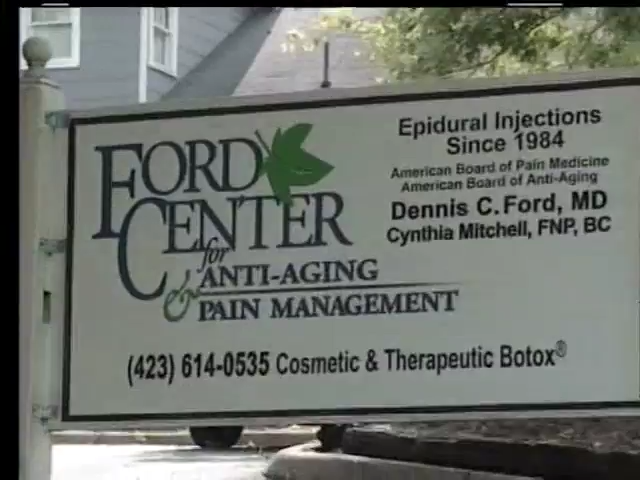 FORD
CENTER
for
ANTI-AGING
& PAIN MANAGEMENT
Epidural Injections
Since 1984
American Board of Pain Medicine
American Board of Anti-Aging
Dennis C. Ford, MD
Cynthia Mitchell, FNP, BC
(423) 614-0535 Cosmetic & Therapeutic Botox®